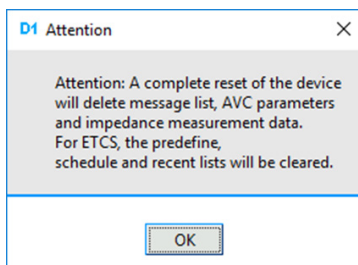 D1 Attention
Attention: A complete reset of the device
will delete message list, AVC parameters
and impedance measurement data.
For ETCS, the predefine,
schedule and recent lists will be cleared.
OK